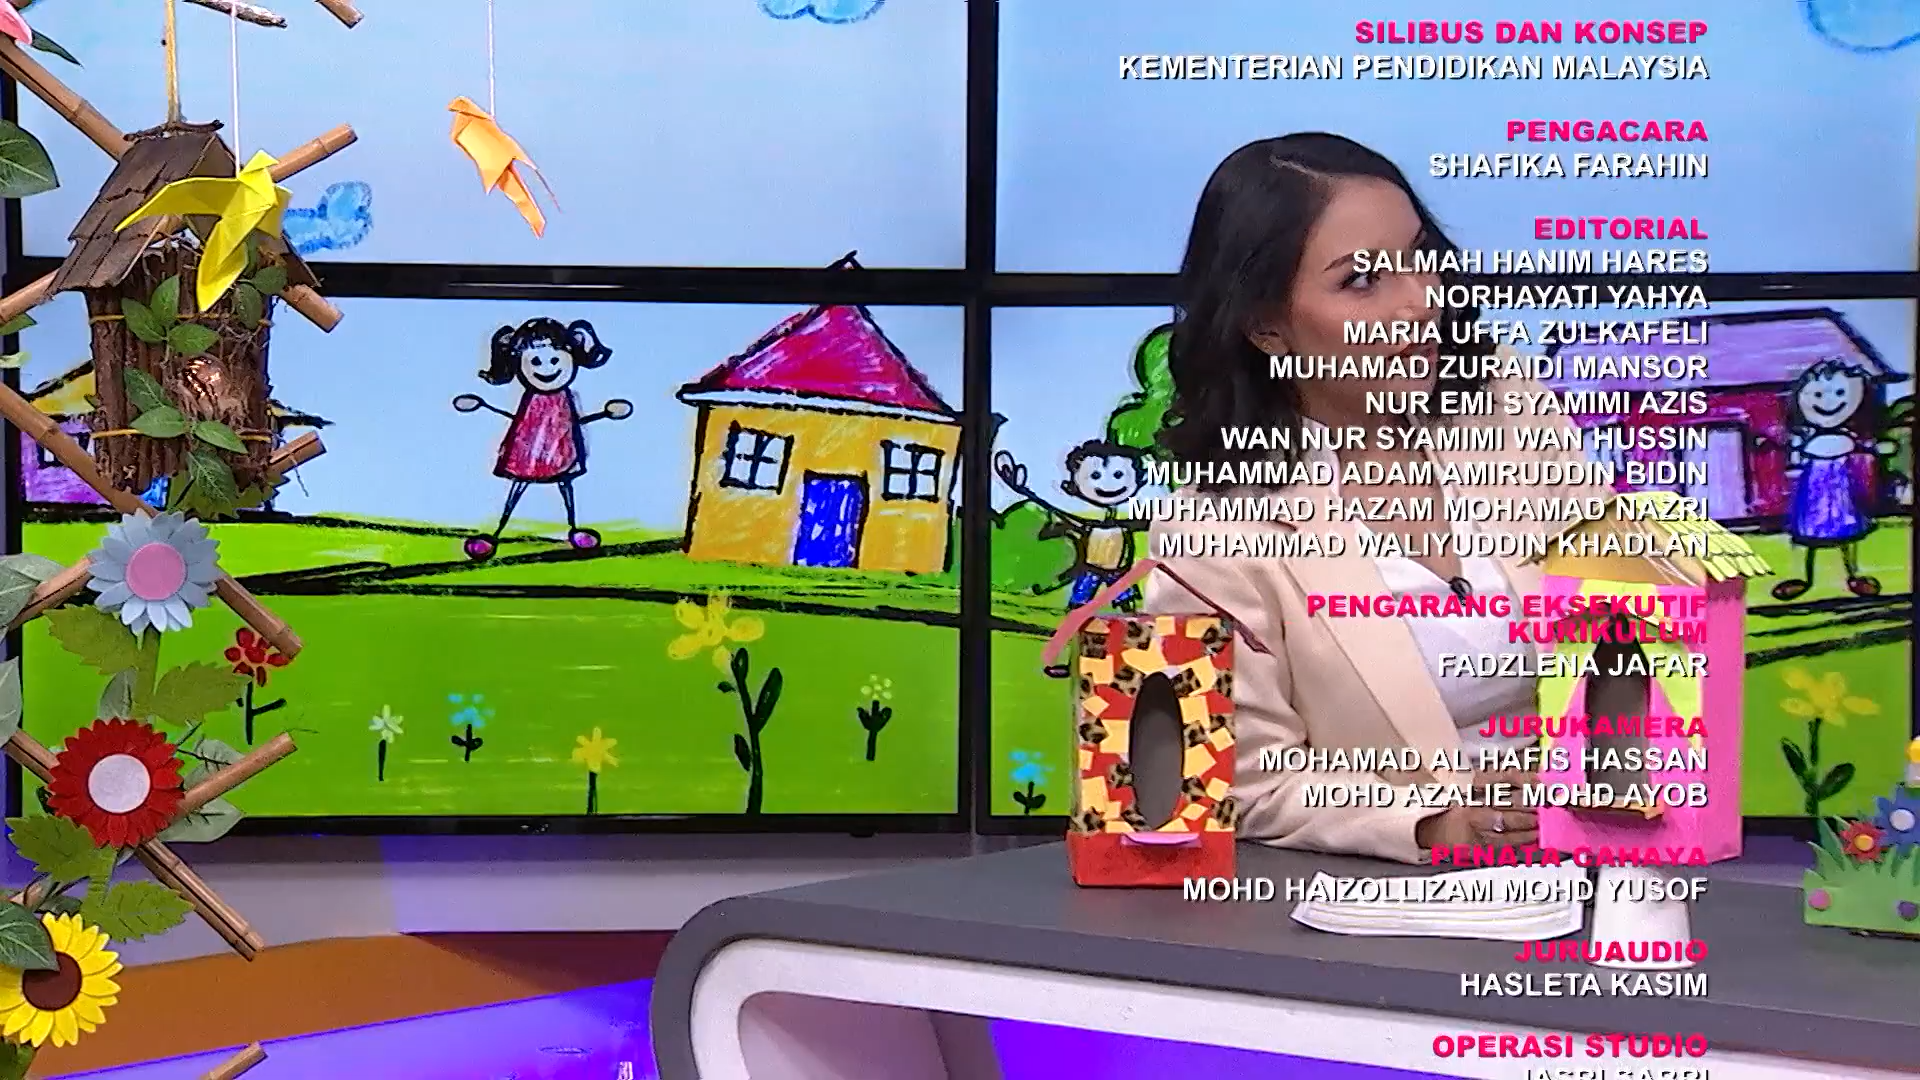 SILIBUS DAN KONSEP
KEMENTERIAN PENDIDIKAN MALAYSIA
PENGACARA
SHAFIKA FARAHIN
EDITORIAL
SALMAH HANIM HARES
NORHAYATI YAHYA
MARIA UFFA ZULKAFELI
MUHAMAD ZURAIDI MANSOR
NUR EMI SYAMIMI AZIS
WAN NUR SYAMIMI WAN HUSSIN
MUHAMMAD ADAM AMIRUDDIN BIDIN
MUHAMMAD HAZAM MOHAMAD NAZRI
MUHAMMAD WALIYUDDIN KHADLAN
PENGARANG EKSEKUTIF
KURIKULUM
FADZLENA JAFAR
JURUKAMERA
MOHAMAD AL HAFIS HASSAN
MOHD AZALIE MOHD AYOB
PENATA CAHAYA
MOHD HAIZOLLIZAM MOHD YUSOF
JURUAUDIO
HASLETA KASIM
OPERASI STUDIO